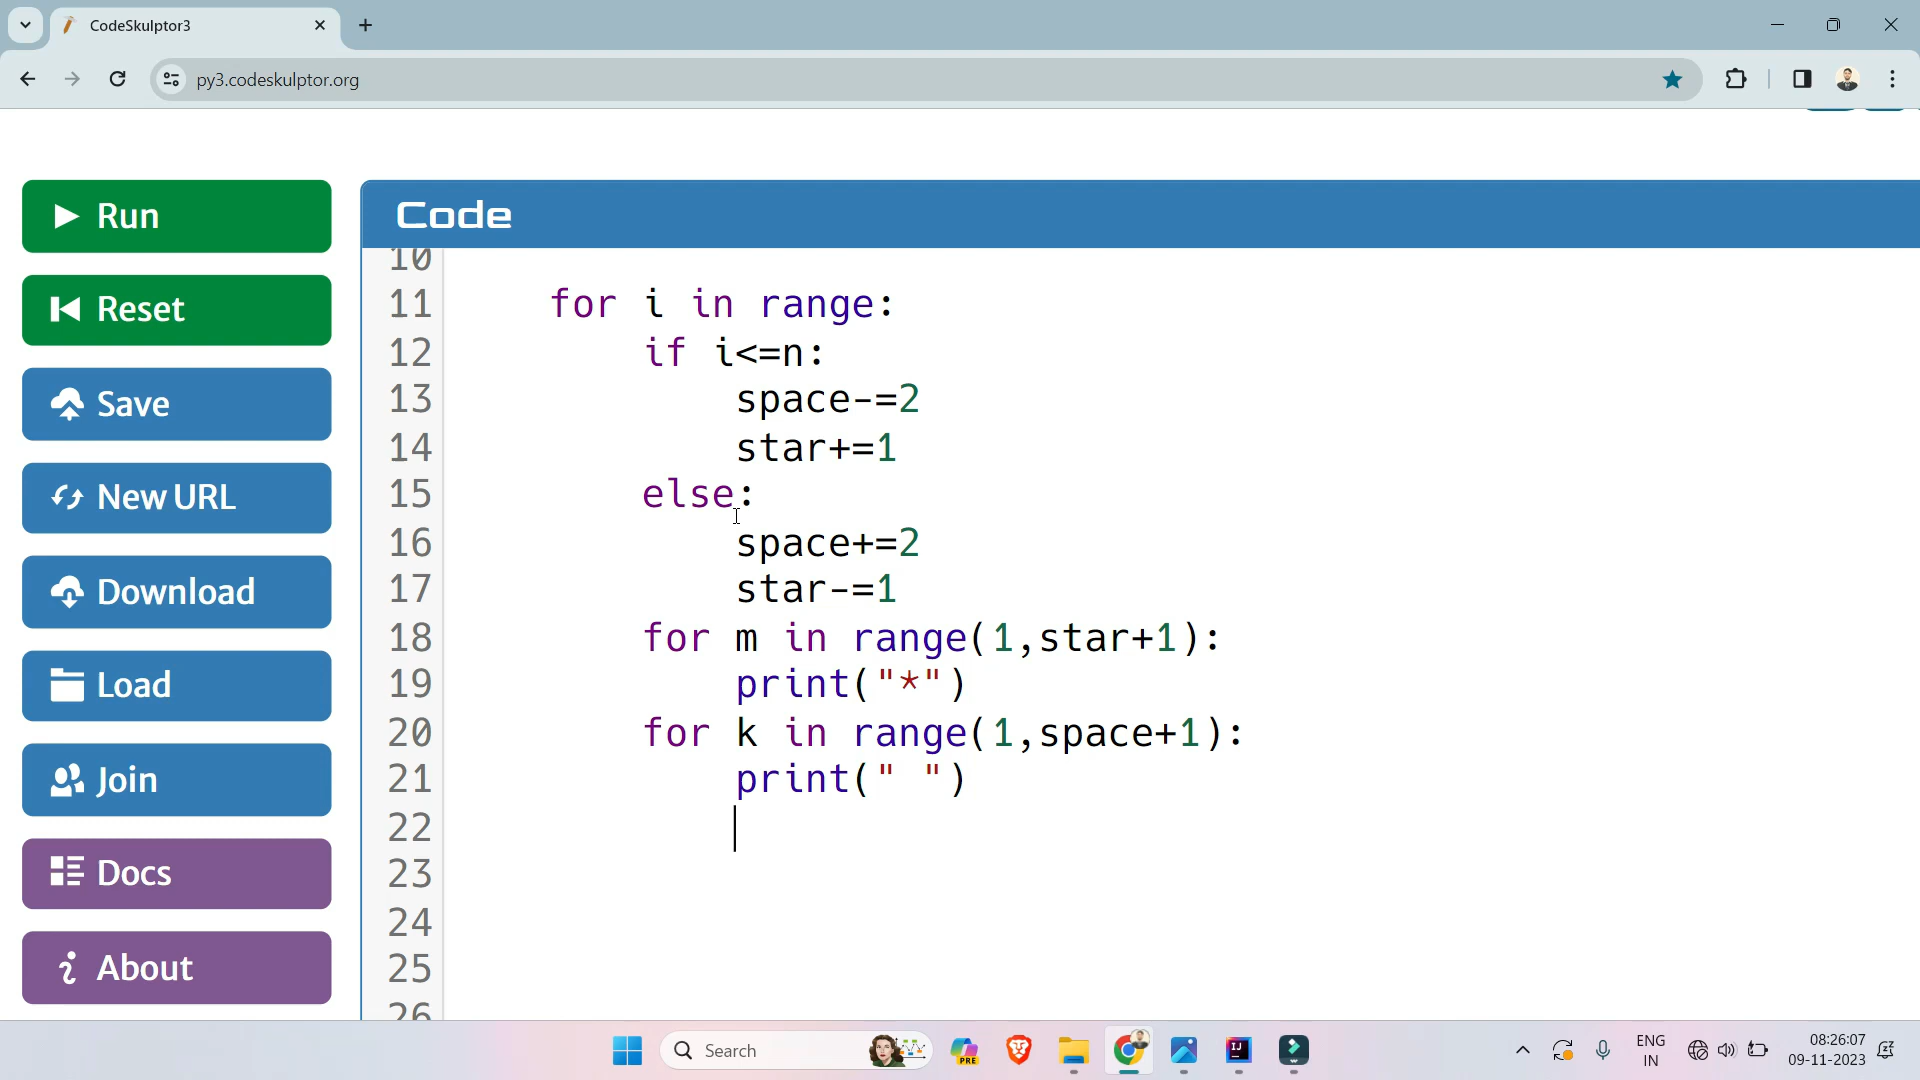 CodeSkulptor3
py3.codeskulptor.org
Run
Reset
Save
New URL
Download
Load
Join
Docs
About
Code
10
11 for i in range:
12 if i<=n:
13 space-=2
14 star+=1
15 else:
16 space+=2
17 star-=1
18 for m in range(1,star+1):
19 print("*")
20 for k in range(1,space+1):
21 print(" ")
22
23
24
25
26
Search
PRE
IJ
ENG
IN
08:26:07
09-11-2023